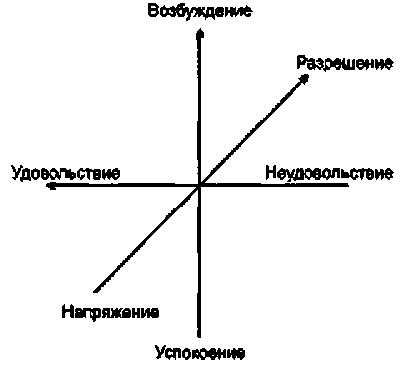 Возбуждение
Разрешение
Удовольствие
Неудовольствие
Напряжение
Успокоение